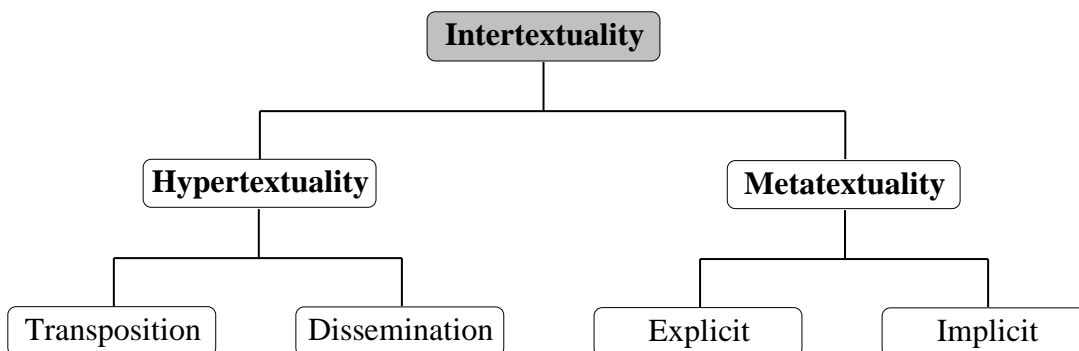 Intertextuality
Hypertextuality
Metatextuality
Transposition
Dissemination
Explicit
Implicit